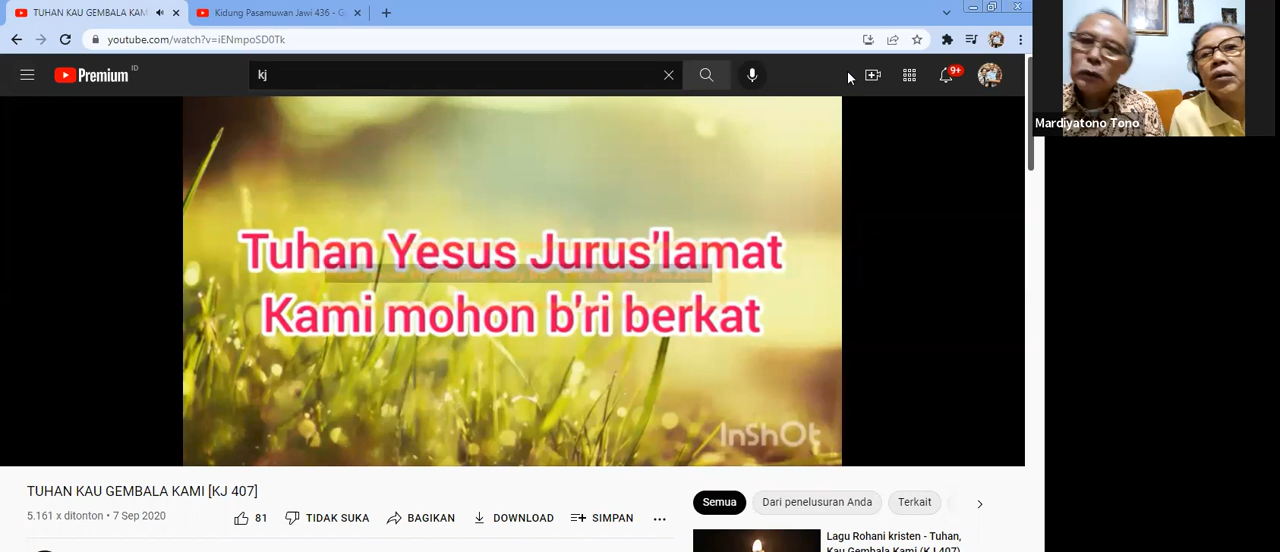 TUHAN KAU GEMBALA KAM
Kidung Pasamuwan Jawi 436 - G
youtube.com/watch?v=iENmpoSD0Tk
Premium ID
kj
9+
Mardiyatono Tono
Tuhan Yesus Jurus'lamat
Kami mohon b'ri berkat
InShOt
TUHAN KAU GEMBALA KAMI [KJ 407]
5.161 x ditonton • 7 Sep 2020
81
TIDAK SUKA
BAGIKAN
DOWNLOAD
SIMPAN
Semua
Dari penelusuran Anda
Terkait
Lagu Rohani kristen - Tuhan,
Kau Gembala Kami (KJ 407)